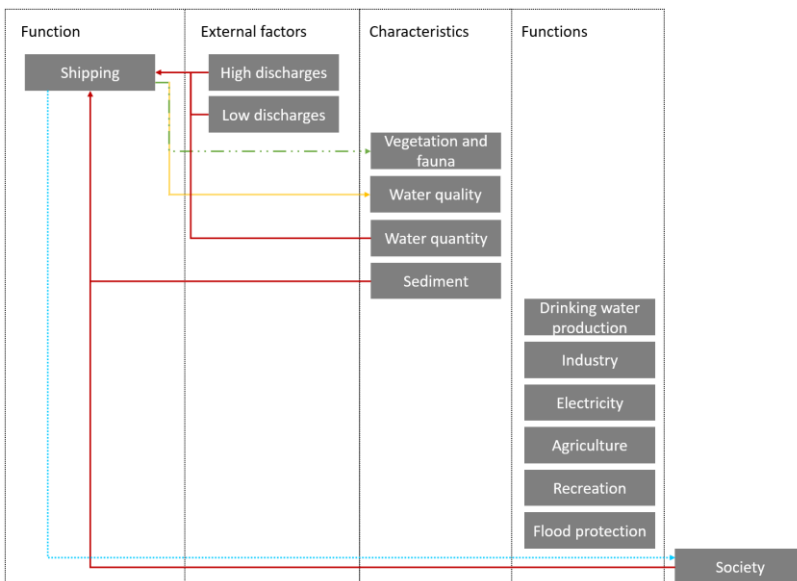 Function
External factors
Characteristics
Functions
Shipping
High discharges
Low discharges
Vegetation and
fauna
Water quality
Water quantity
Sediment
Drinking water
production
Industry
Electricity
Agriculture
Recreation
Flood protection
Society